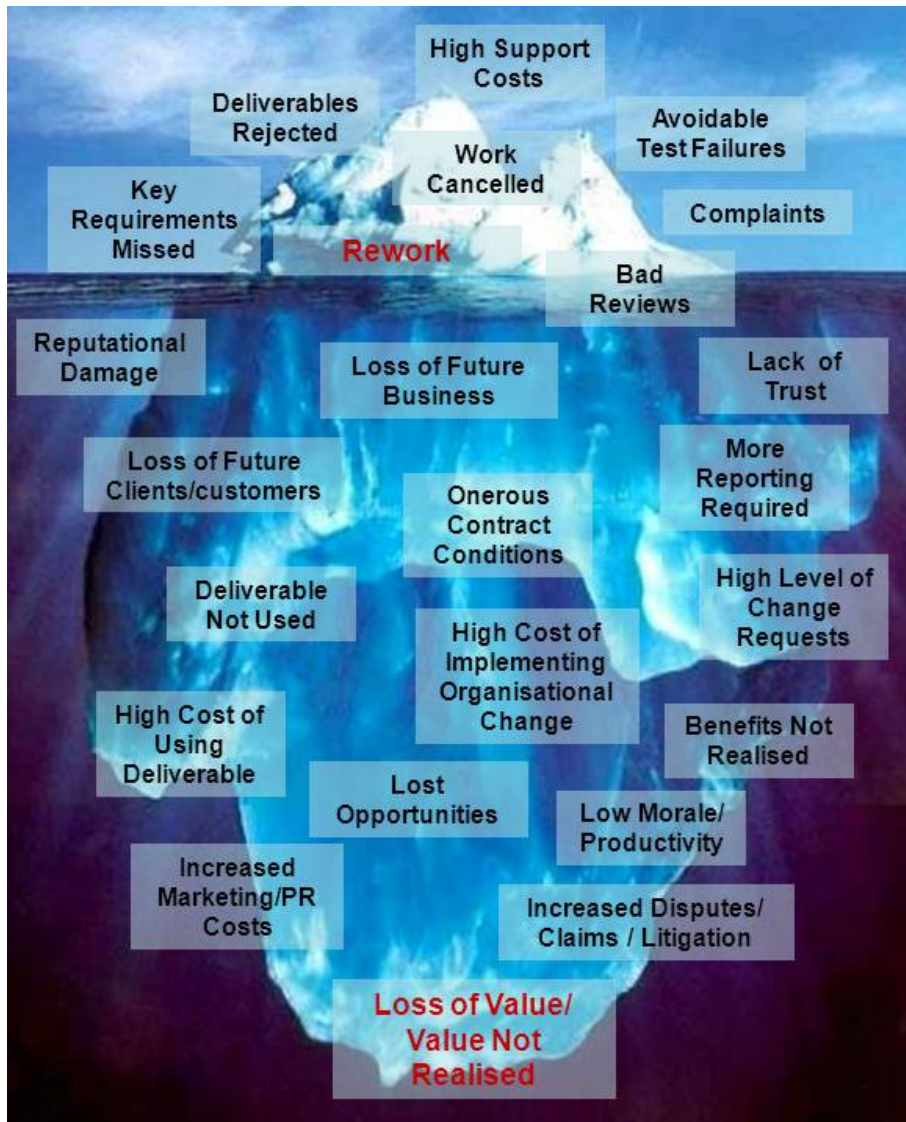 High Support
Costs
Deliverables
Rejected
Avoidable
Test Failures
Work
Cancelled
Key
Requirements
Missed
Complaints
Rework
Bad
Reviews
Reputational
Damage
Loss of Future
Business
Lack of
Trust
Loss of Future
Clients/customers
More
Reporting
Required
Onerous
Contract
Conditions
Deliverable
Not Used
High Level of
Change
Requests
High Cost of
Implementing
Organisational
Change
High Cost of
Using
Deliverable
Benefits Not
Realised
Lost
Opportunities
Low Morale/
Productivity
Increased
Marketing/PR
Costs
Increased Disputes/
Claims / Litigation
Loss of Value/
Value Not
Realised